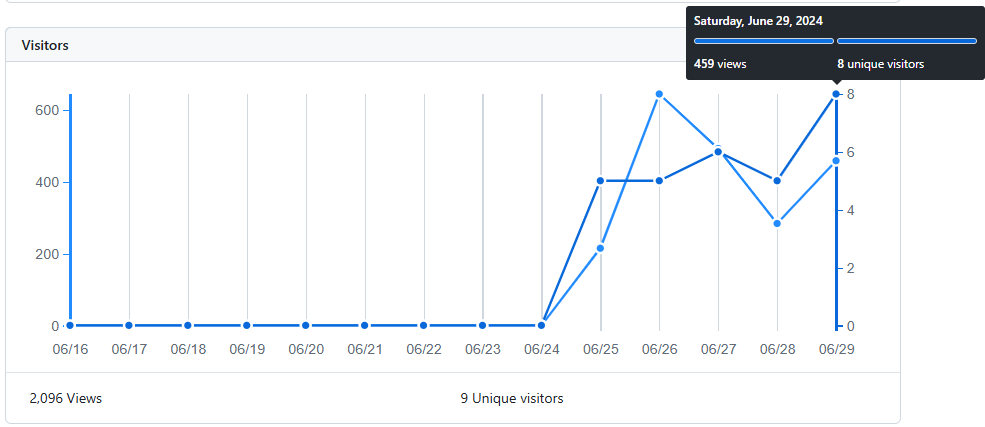 Saturday, June 29, 2024
459 views 8 unique visitors
Visitors
600 8
400 6
200 4
2
0 0
06/16 06/17 06/18 06/19 06/20 06/21 06/22 06/23 06/24 06/25 06/26 06/27 06/28 06/29
2,096 Views 9 Unique visitors